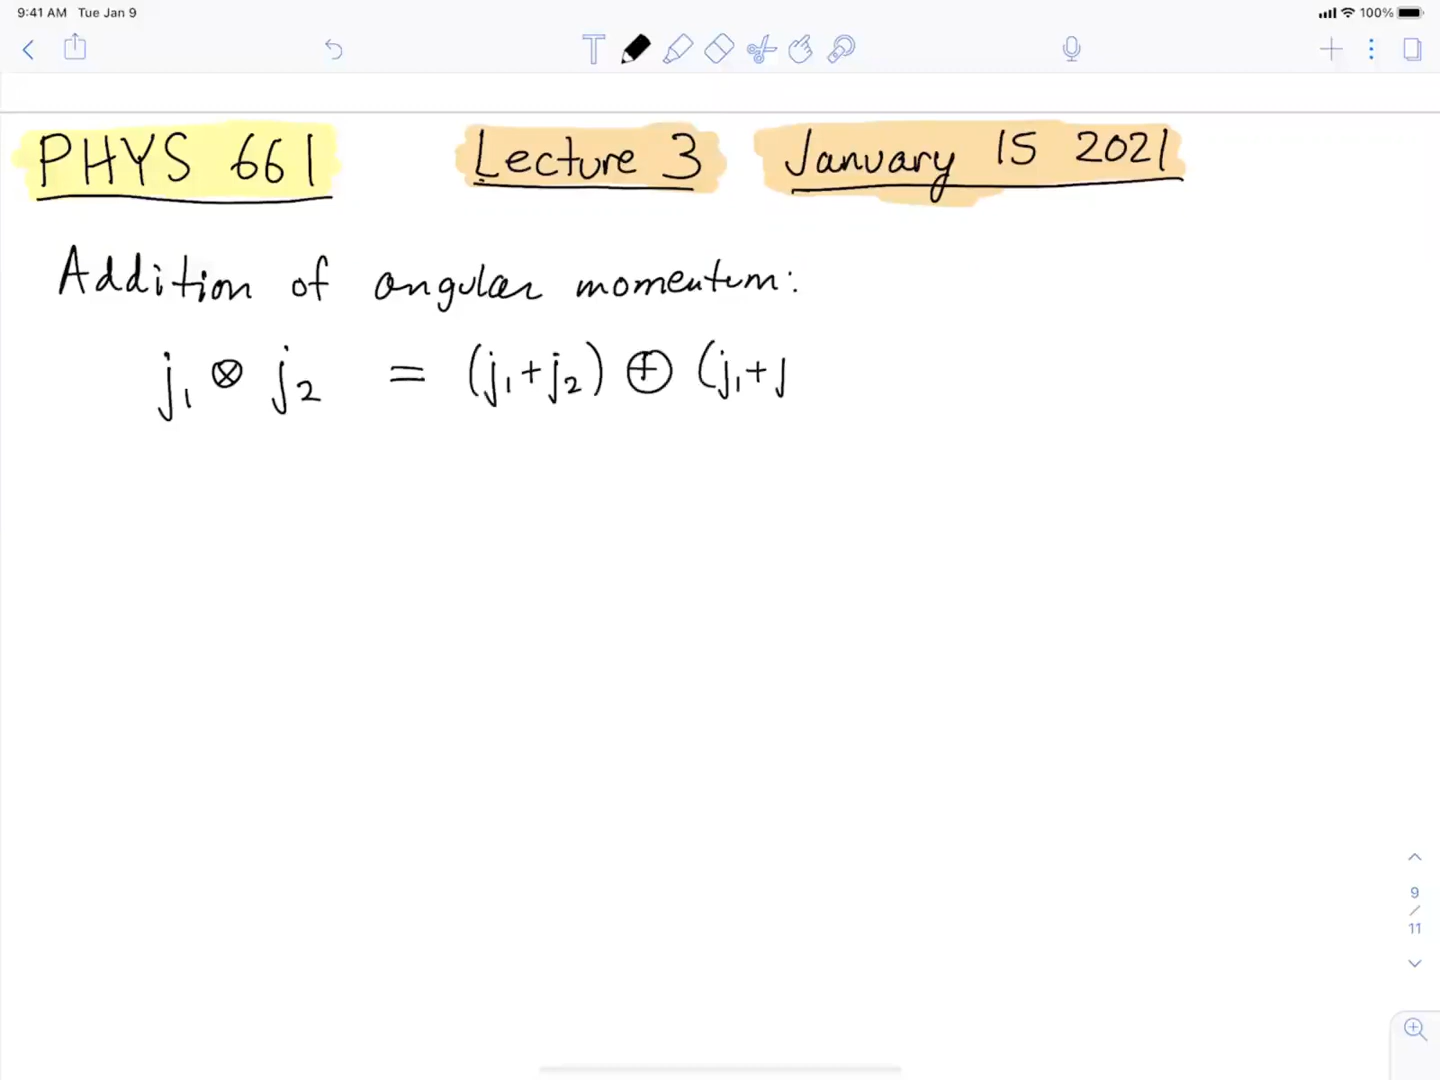 9:41 AM Tue Jan 9 100%
PHYS 661 Lecture 3 January 15 2021
Addition of angular momentum:
j₁ ⊗ j₂ = (j₁+j₂) ⊕ (j₁+j
9
/
11